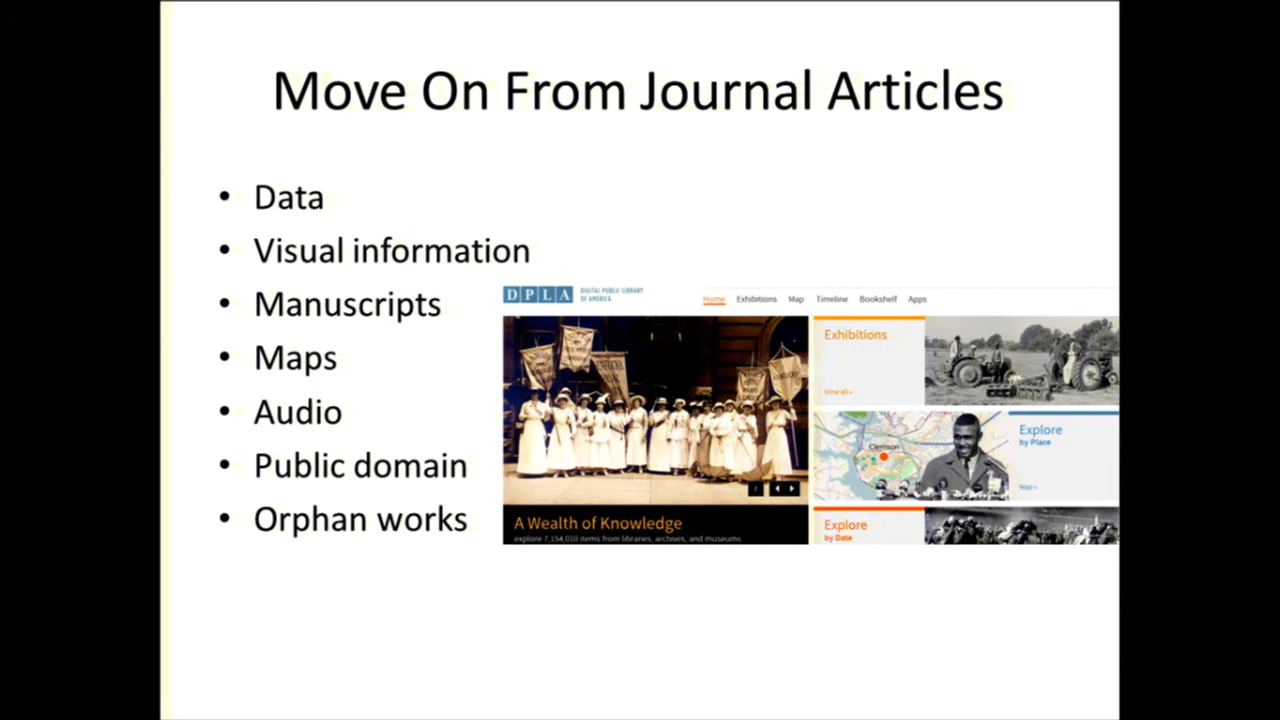 Move On From Journal Articles
• Data
• Visual information
• Manuscripts
• Maps
• Audio
• Public domain
• Orphan works
DPLA
DIGITAL PUBLIC LIBRARY
OF AMERICA
Home Exhibitions Map Timeline Bookshelf Apps
Exhibitions
View all »
Clemson
Explore
by Place
Map »
A Wealth of Knowledge
explore 7,154,010 items from libraries, archives, and museums
Explore
by Date